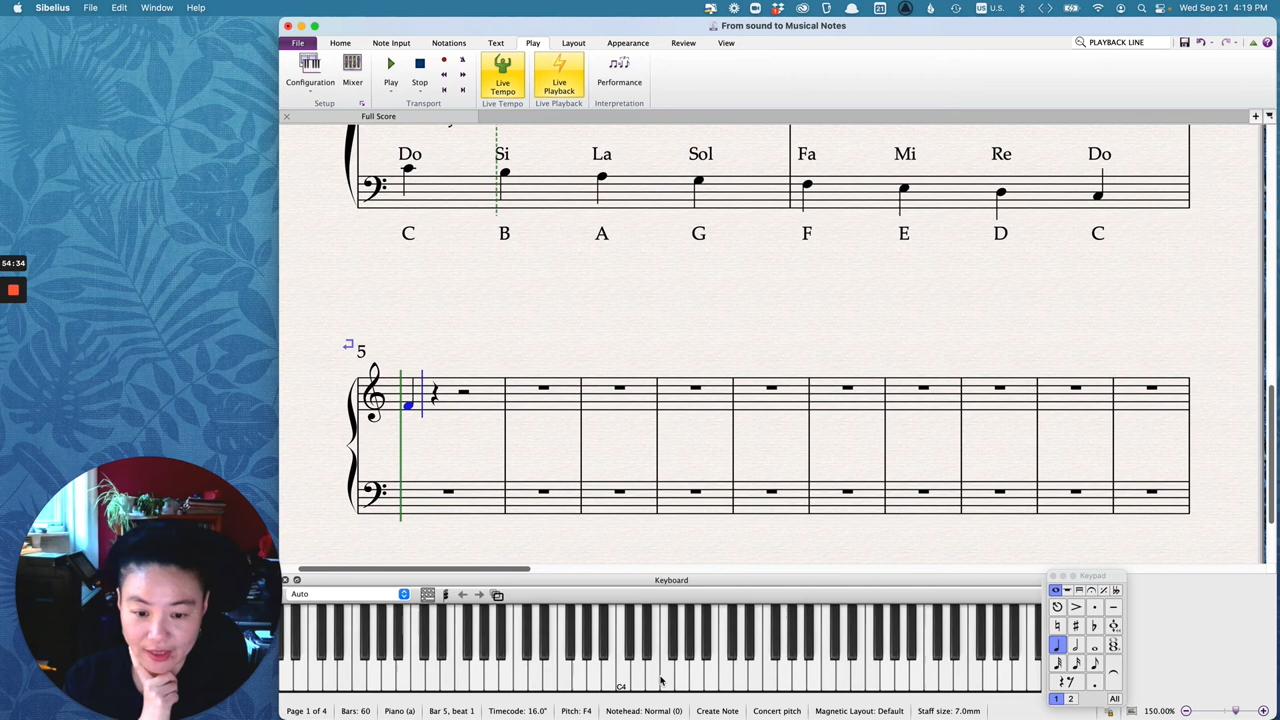 Sibelius File Edit Window Help
21 U.S. Wed Sep 21 4:19 PM
From sound to Musical Notes
File Home Note Input Notations Text Play Layout Appearance Review View PLAYBACK LINE
Configuration Mixer Play Stop Live Tempo Live Playback Performance
Setup Transport Live Tempo Live Playback Interpretation
Full Score
Do Si La Sol Fa Mi Re Do
C B A G F E D C
54:34
5
Keyboard
Keypad
Auto
C4
1 2 All
Page 1 of 4 Bars: 60 Piano (a) Bar 5, beat 1 Timecode: 16.0" Pitch: F4 Notehead: Normal (0) Create Note Concert pitch Magnetic Layout: Default Staff size: 7.0mm 150.00%